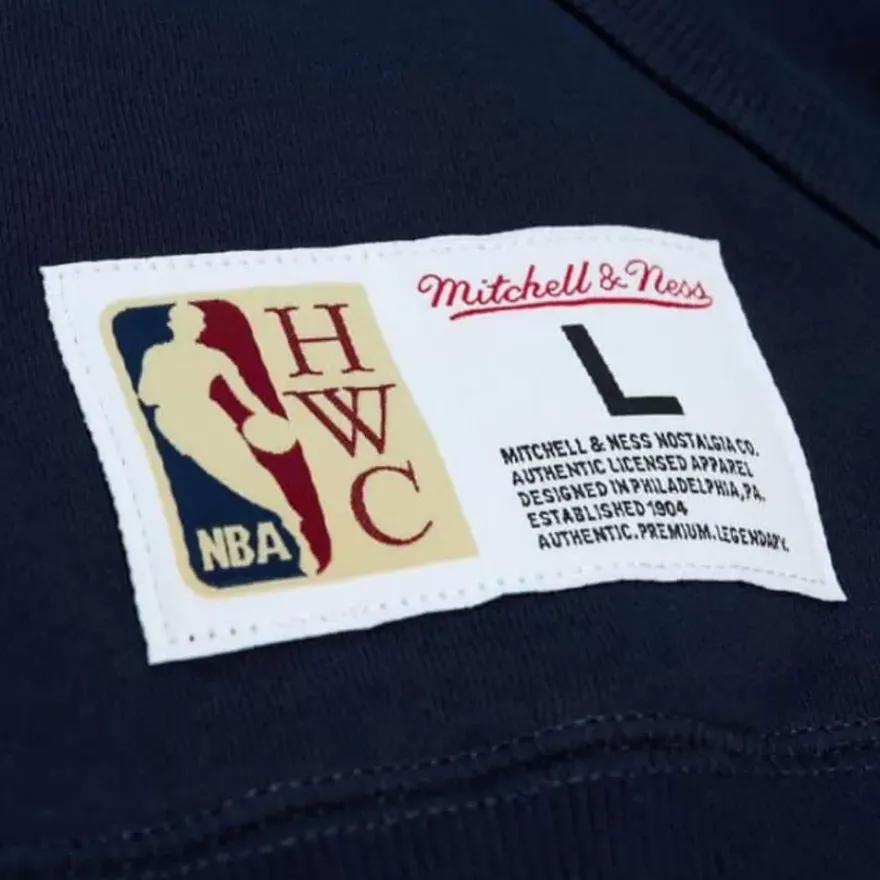 NBA
H
W
C
Mitchell & Ness
L
MITCHELL & NESS NOSTALGIA CO.
AUTHENTIC LICENSED APPAREL
DESIGNED IN PHILADELPHIA, PA.
ESTABLISHED 1904
AUTHENTIC. PREMIUM. LEGENDARY.